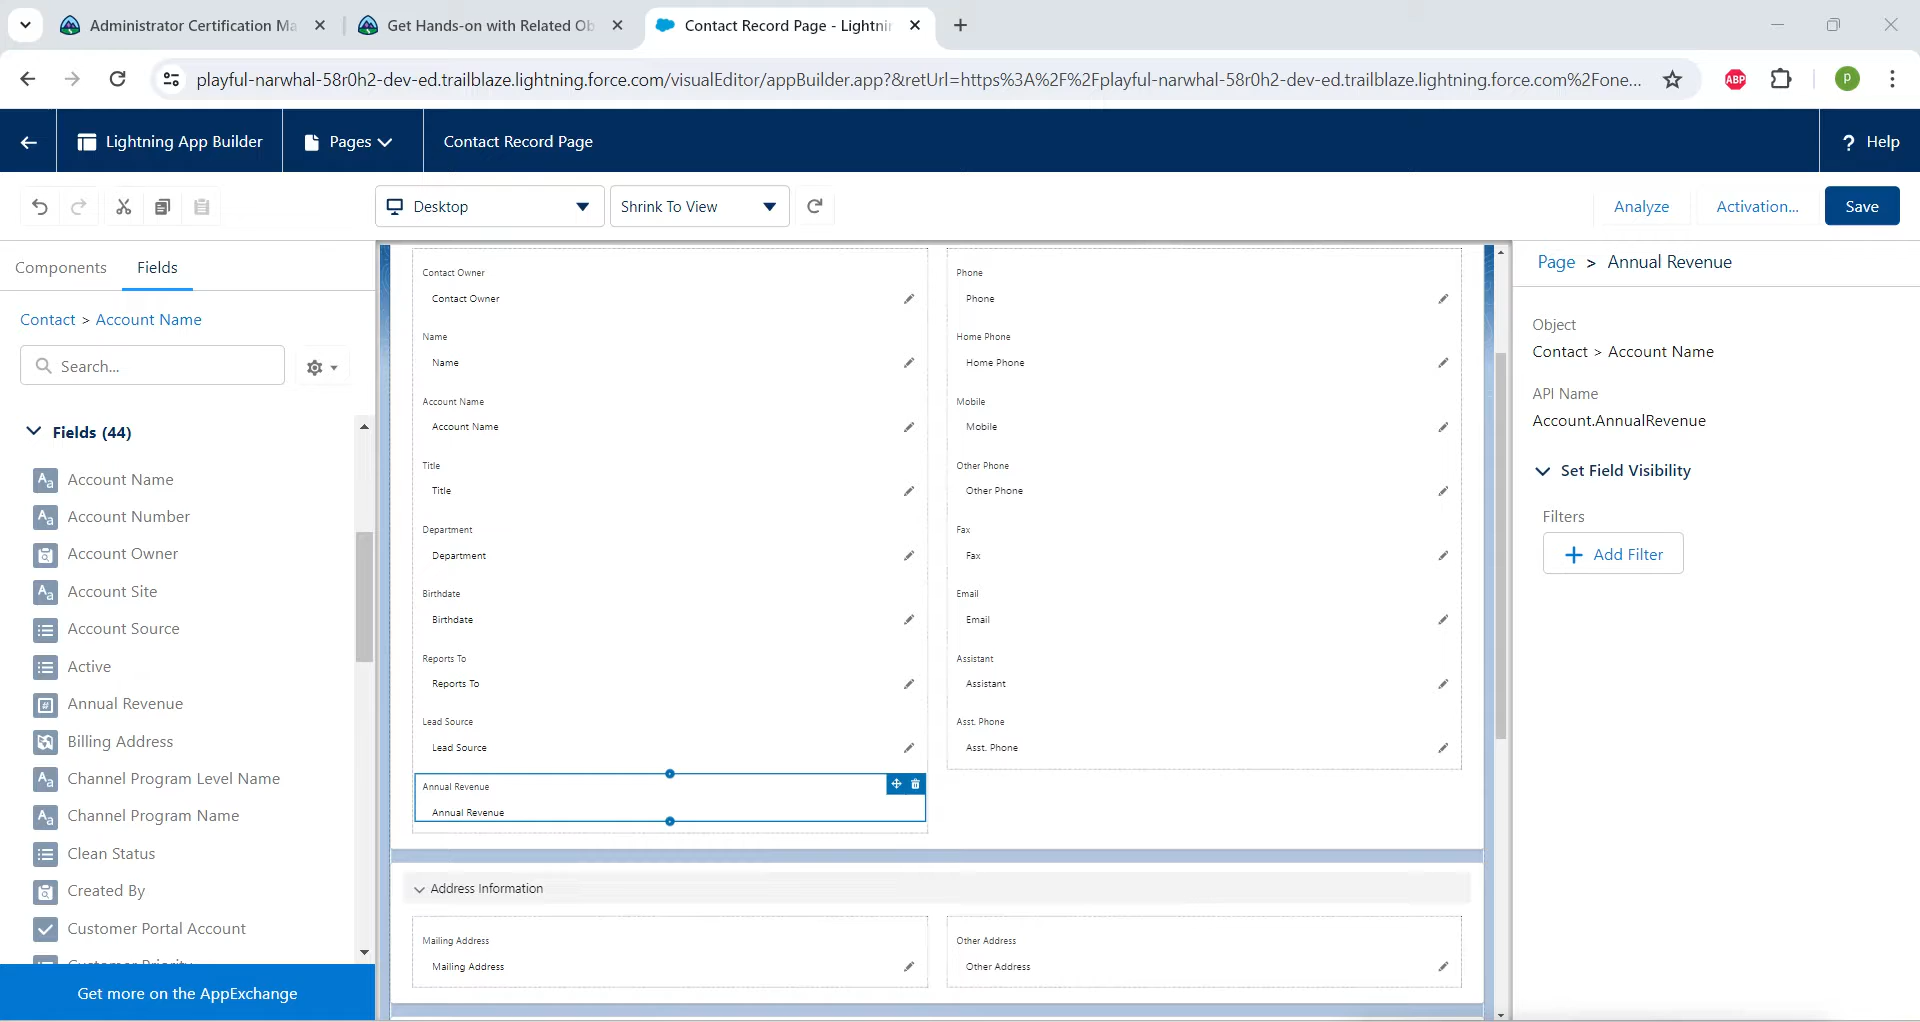 Administrator Certification Ma
Get Hands-on with Related Ob
Contact Record Page - Lightnin
playful-narwhal-58r0h2-dev-ed.trailblaze.lightning.force.com/visualEditor/appBuilder.app?&retUrl=https%3A%2F%2Fplayful-narwhal-58r0h2-dev-ed.trailblaze.lightning.force.com%2Fone...
ABP
P
Lightning App Builder
Pages
Contact Record Page
? Help
Desktop
Shrink To View
Analyze
Activation...
Save
Components
Fields
Contact > Account Name
Search...
Fields (44)
Account Name
Account Number
Account Owner
Account Site
Account Source
Active
Annual Revenue
Billing Address
Channel Program Level Name
Channel Program Name
Clean Status
Created By
Customer Portal Account
Customer Priority
Get more on the AppExchange
Contact Owner
Contact Owner
Name
Name
Account Name
Account Name
Title
Title
Department
Department
Birthdate
Birthdate
Reports To
Reports To
Lead Source
Lead Source
Annual Revenue
Annual Revenue
Phone
Phone
Home Phone
Home Phone
Mobile
Mobile
Other Phone
Other Phone
Fax
Fax
Email
Email
Assistant
Assistant
Asst. Phone
Asst. Phone
Address Information
Mailing Address
Mailing Address
Other Address
Other Address
Page > Annual Revenue
Object
Contact > Account Name
API Name
Account.AnnualRevenue
Set Field Visibility
Filters
+ Add Filter